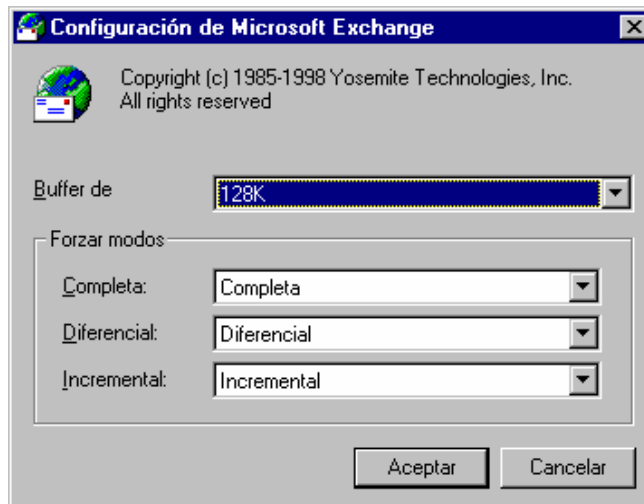 Configuración de Microsoft Exchange
Copyright (c) 1985-1998 Yosemite Technologies, Inc.
All rights reserved
Buffer de 128K
Forzar modos
Completa: Completa
Diferencial: Diferencial
Incremental: Incremental
Aceptar Cancelar